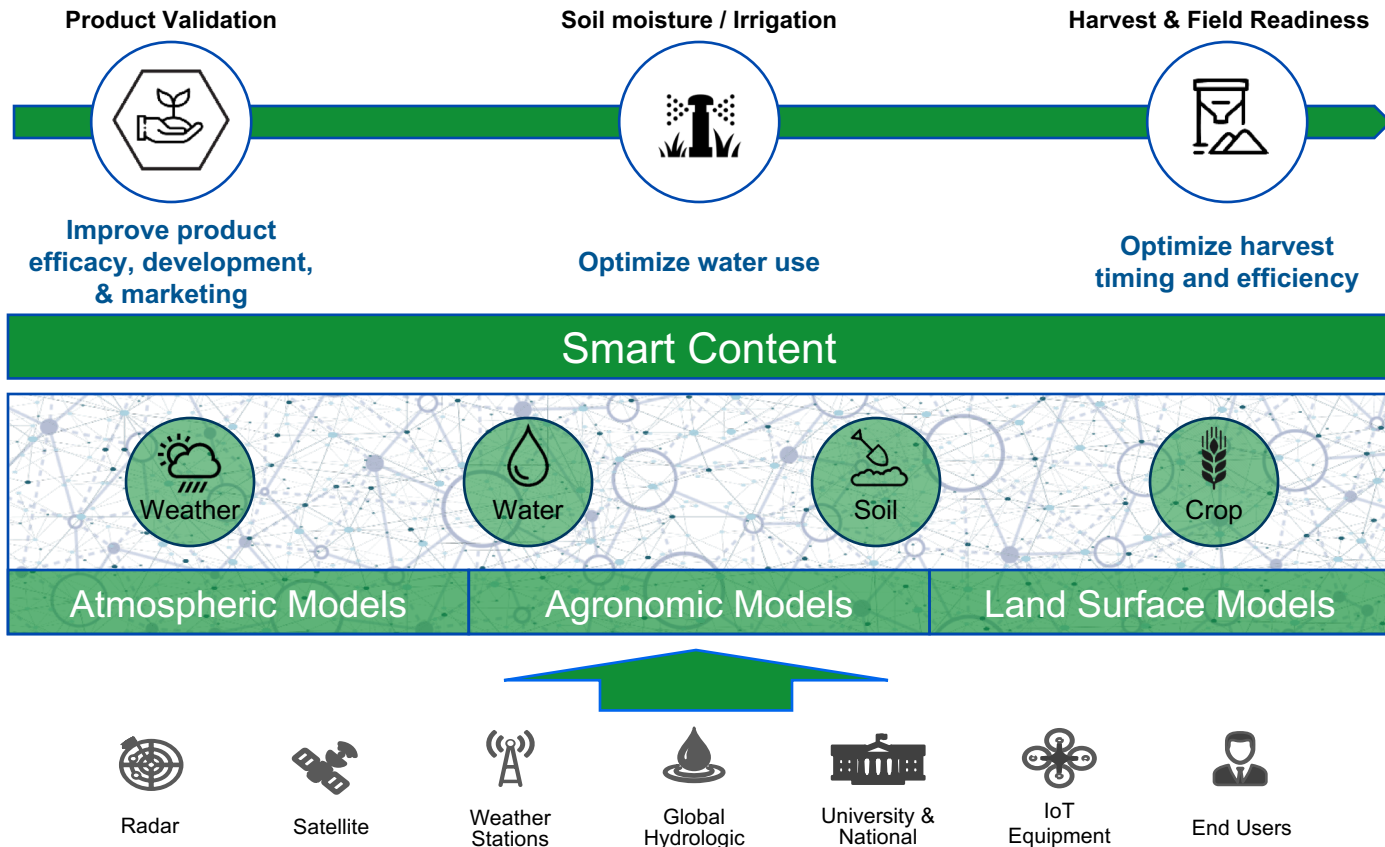 Product Validation
Soil moisture / Irrigation
Harvest & Field Readiness
Improve product
efficacy, development,
& marketing
Optimize water use
Optimize harvest
timing and efficiency
Smart Content
Weather
Water
Soil
Crop
Atmospheric Models
Agronomic Models
Land Surface Models
Radar
Satellite
Weather
Stations
Global
Hydrologic
University &
National
IoT
Equipment
End Users